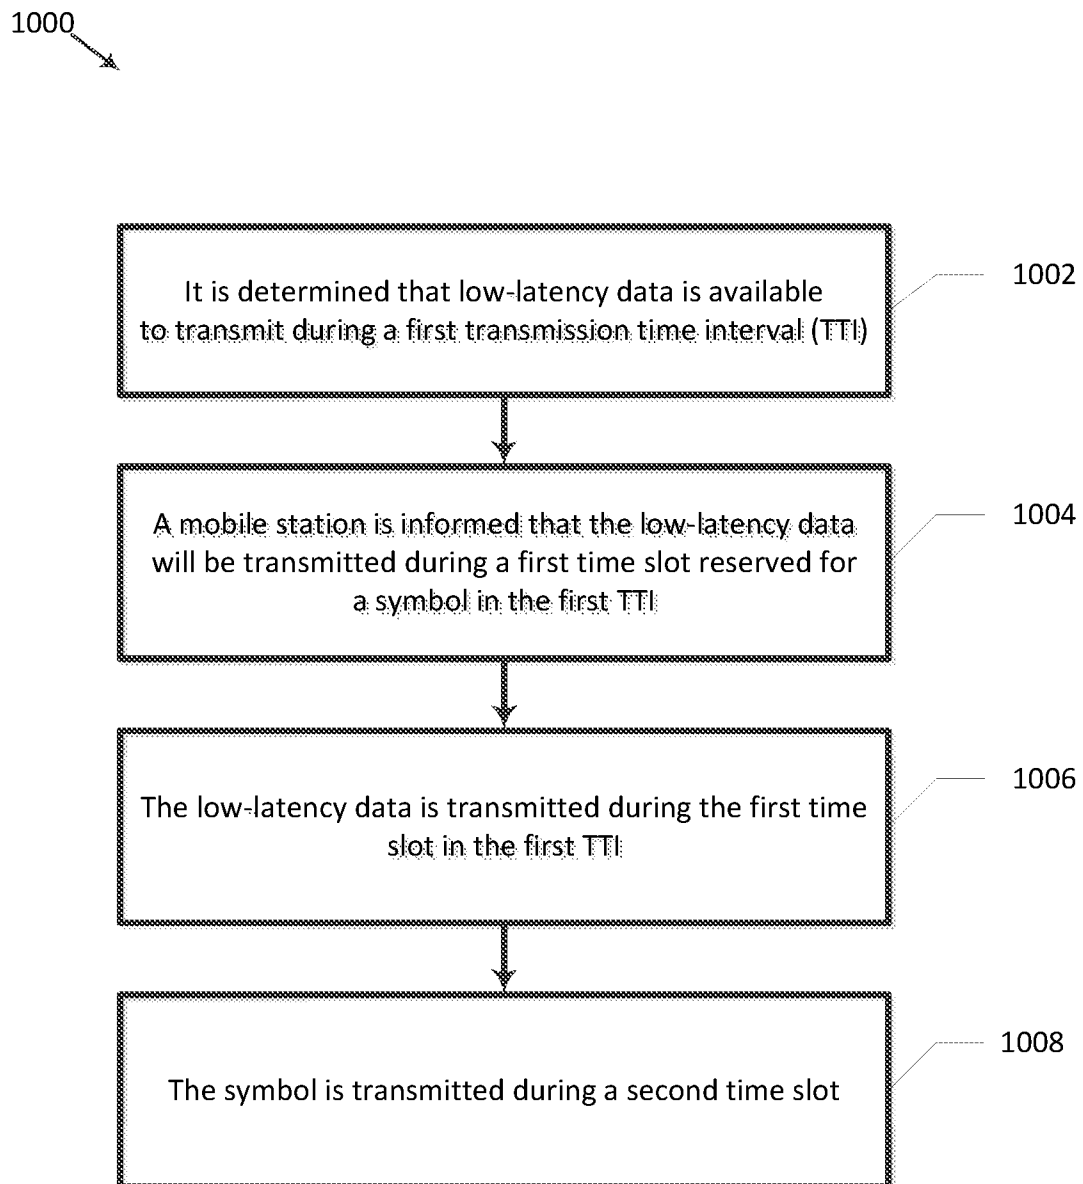 1000
It is determined that low-latency data is available
to transmit during a first transmission time interval (TTI)
1002
A mobile station is informed that the low-latency data
will be transmitted during a first time slot reserved for
a symbol in the first TTI
1004
The low-latency data is transmitted during the first time
slot in the first TTI
1006
The symbol is transmitted during a second time slot
1008